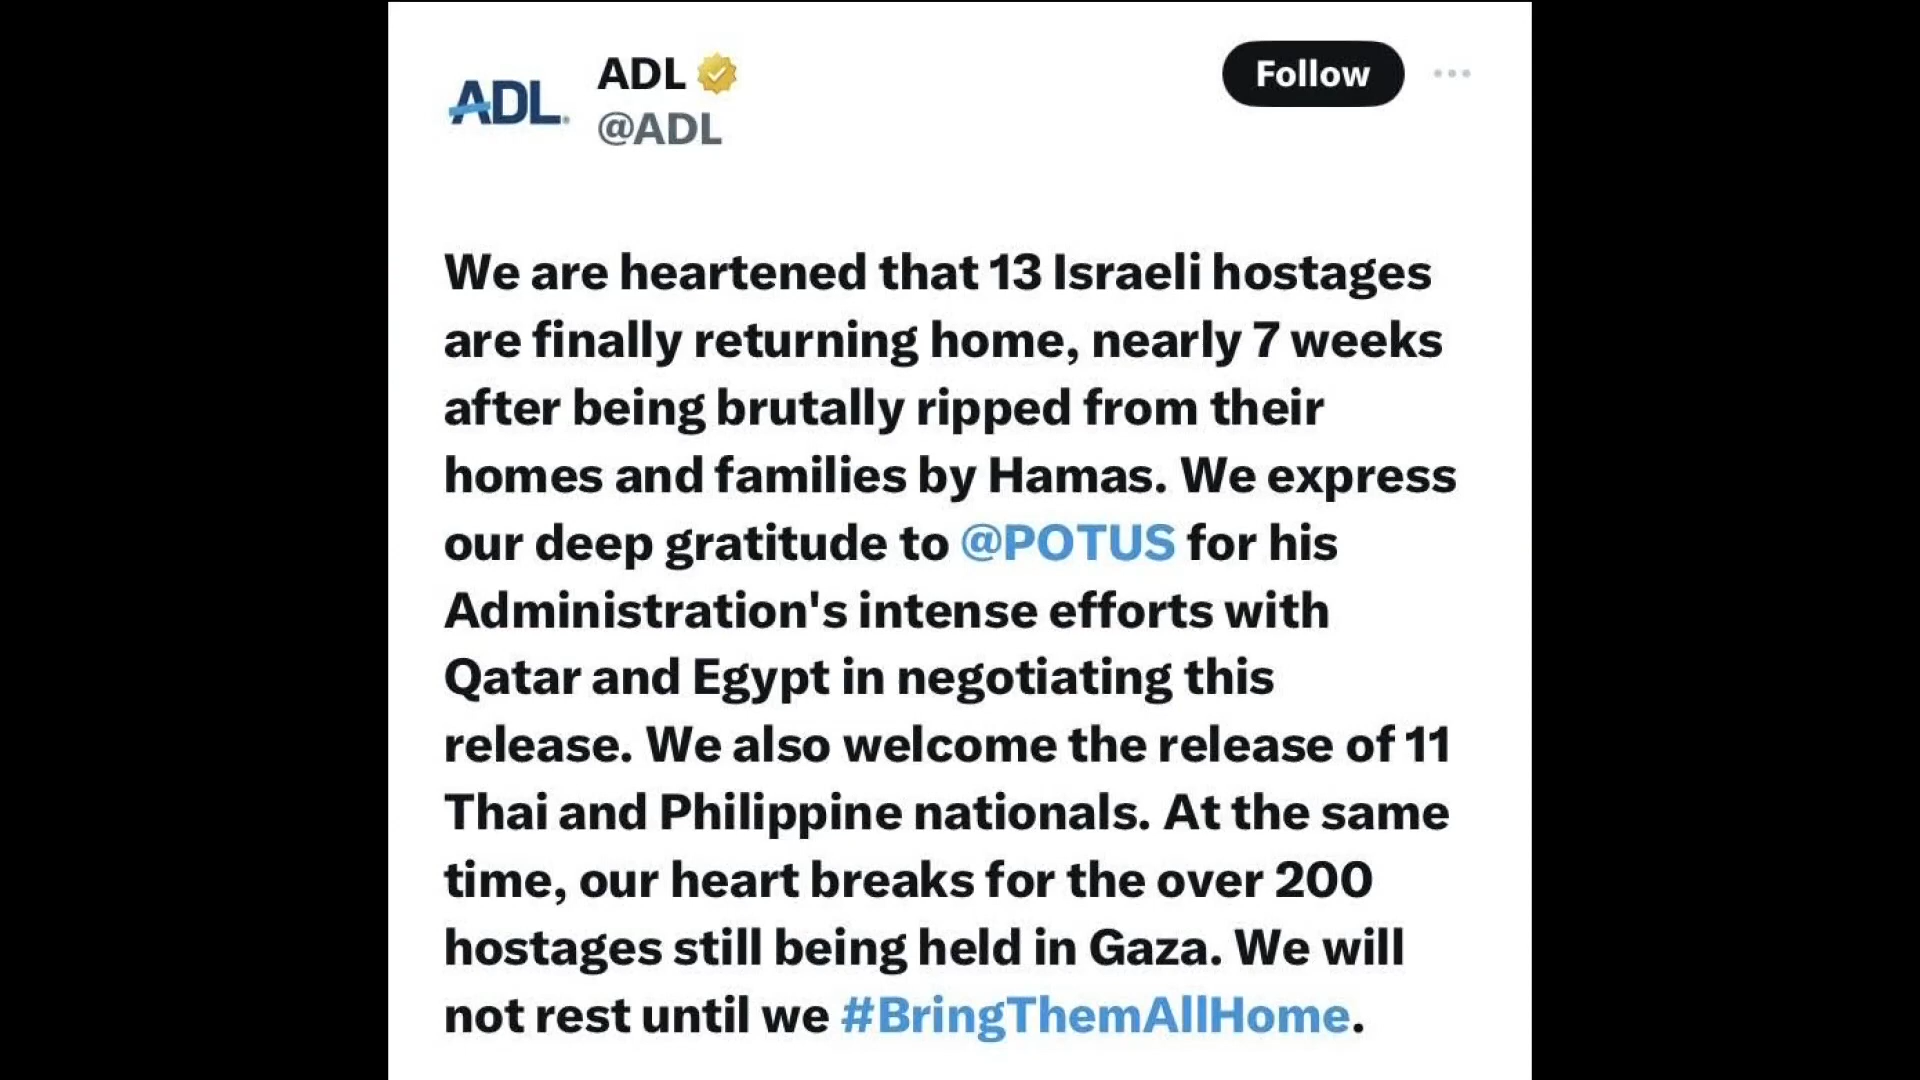 ADL
ADL
@ADL
Follow
We are heartened that 13 Israeli hostages
are finally returning home, nearly 7 weeks
after being brutally ripped from their
homes and families by Hamas. We express
our deep gratitude to @POTUS for his
Administration's intense efforts with
Qatar and Egypt in negotiating this
release. We also welcome the release of 11
Thai and Philippine nationals. At the same
time, our heart breaks for the over 200
hostages still being held in Gaza. We will
not rest until we #BringThemAllHome.